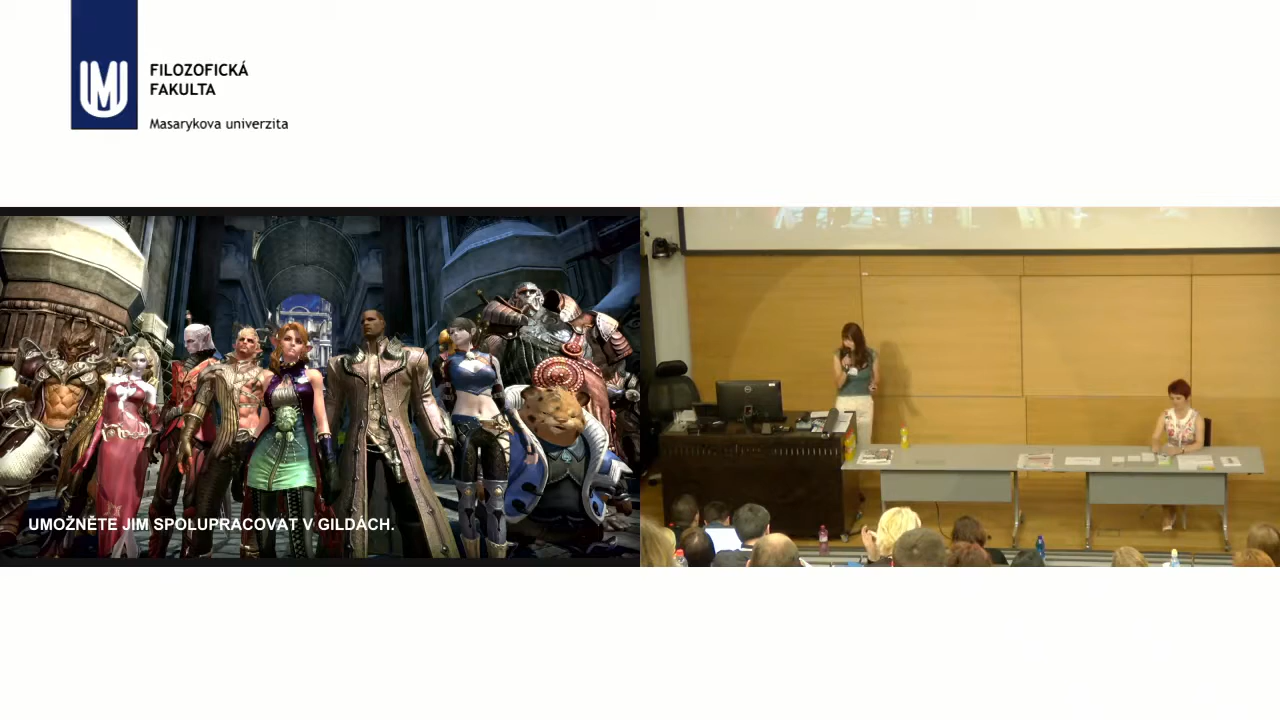 FILOZOFICKÁ
FAKULTA
Masarykova univerzita
UMOŽNĚTE JIM SPOLUPRACOVAT V GILDÁCH.